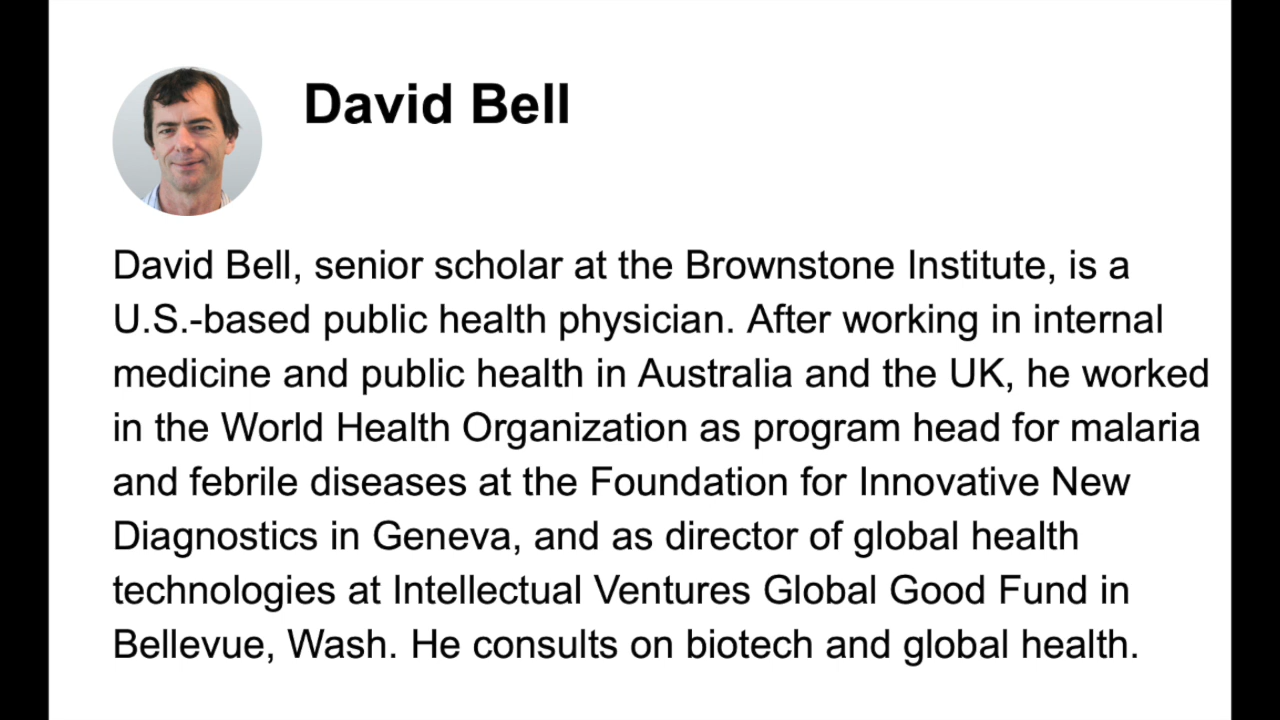 David Bell
David Bell, senior scholar at the Brownstone Institute, is a
U.S.-based public health physician. After working in internal
medicine and public health in Australia and the UK, he worked
in the World Health Organization as program head for malaria
and febrile diseases at the Foundation for Innovative New
Diagnostics in Geneva, and as director of global health
technologies at Intellectual Ventures Global Good Fund in
Bellevue, Wash. He consults on biotech and global health.